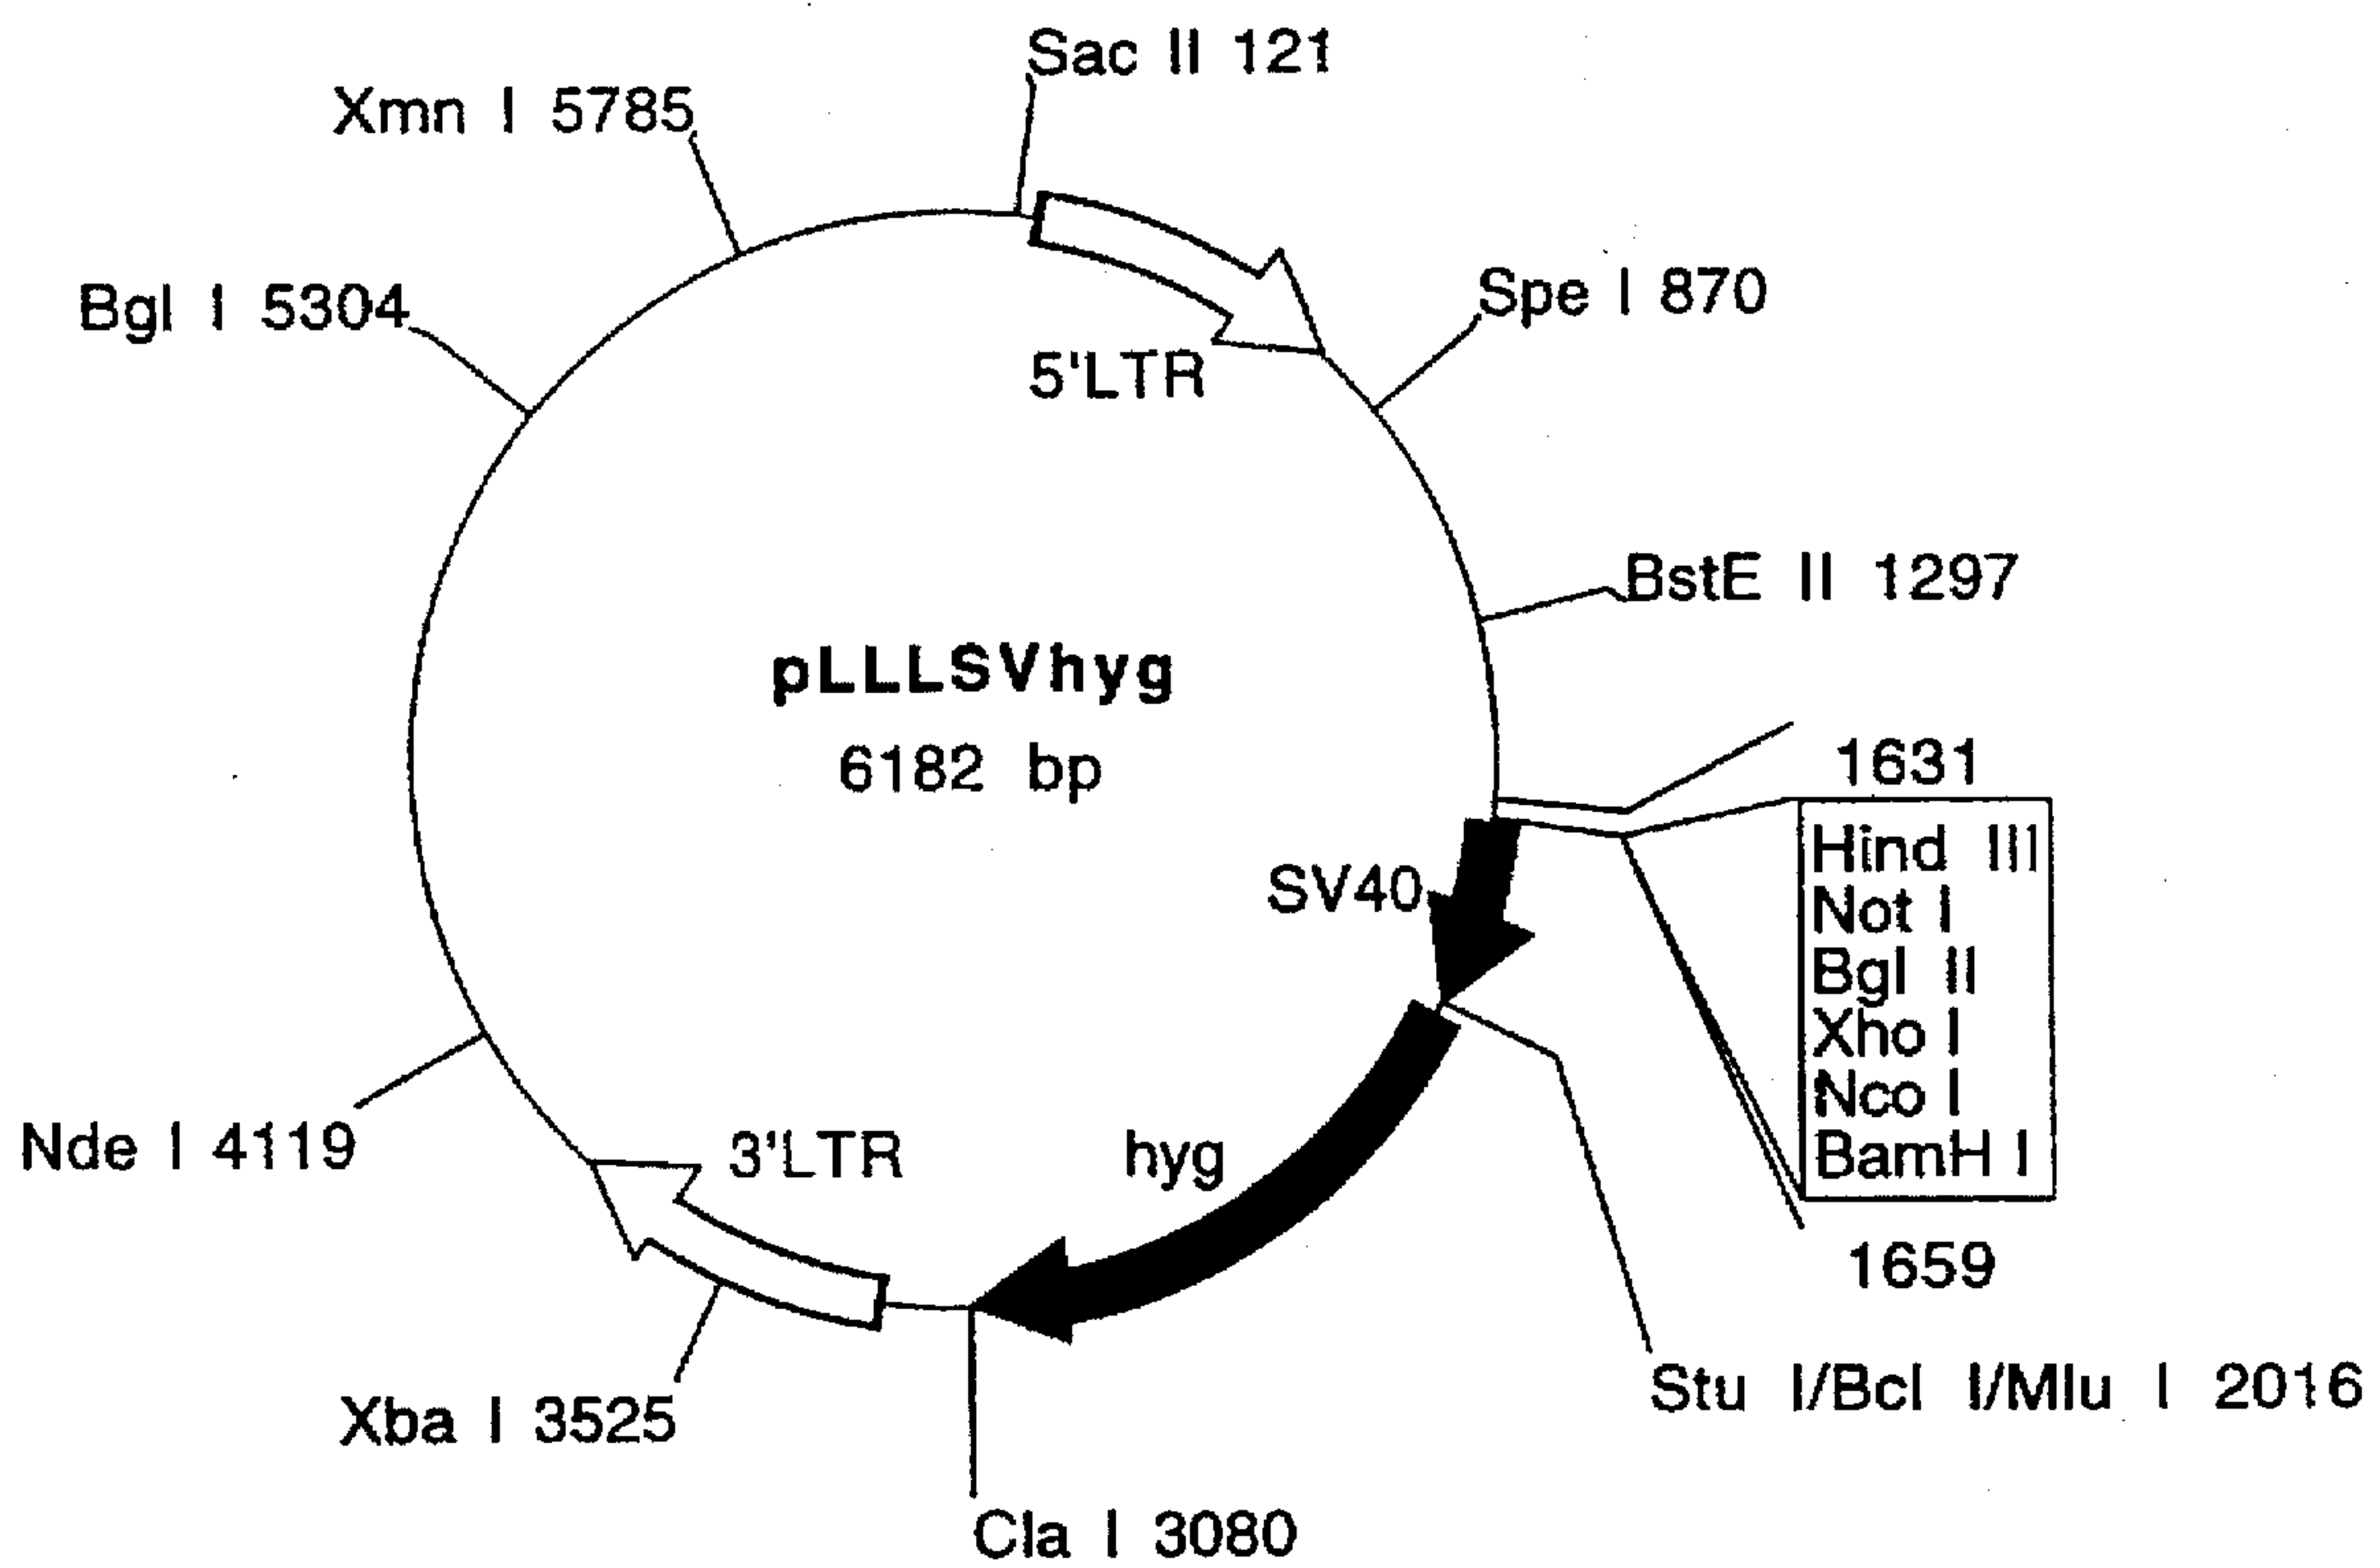 Sac II 121
Xmn I 5785
Bgl I 5304
Spe I 870
5'LTR
BstE II 1297
pLLLSVhyg
6182 bp
1631
Hind III
Not I
Bgl II
Xho I
Nco I
BamH I
1659
SV40
hyg
3'LTR
Nde I 4119
Xba I 3525
Stu I/Bcl I/Mlu I 2016
Cla I 3080